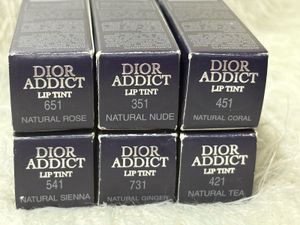 DIOR
ADDICT
LIP TINT
651
NATURAL ROSE
DIOR
ADDICT
LIP TINT
351
NATURAL NUDE
DIOR
ADDICT
LIP TINT
451
NATURAL CORAL
DIOR
ADDICT
LIP TINT
541
NATURAL SIENNA
DIOR
ADDICT
LIP TINT
731
NATURAL GINGER
DIOR
ADDICT
LIP TINT
421
NATURAL TEA